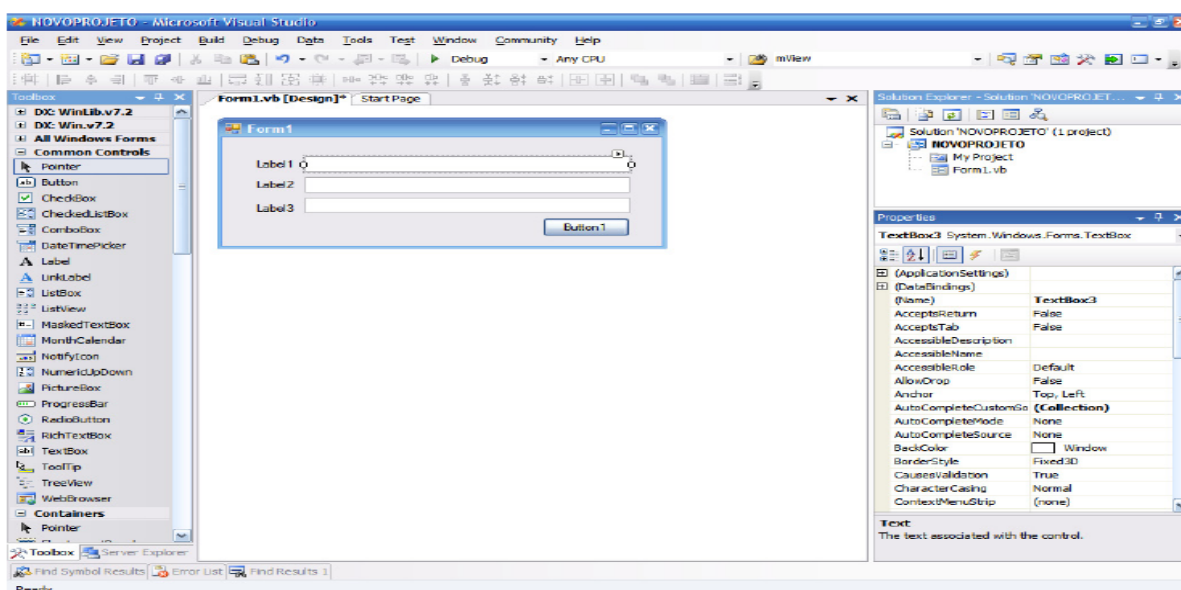 NOVOPROJETO - Microsoft Visual Studio
File Edit View Project Build Debug Data Tools Test Window Community Help
Debug Any CPU mView
Toolbox
Form1.vb [Design]* Start Page
Solution Explorer - Solution 'NOVOPROJET...
DX: WinLib.v7.2
DX: Win.v7.2
All Windows Forms
Common Controls
Pointer
Button
CheckBox
CheckedListBox
ComboBox
DateTimePicker
Label
LinkLabel
ListBox
ListView
MaskedTextBox
MonthCalendar
NotifyIcon
NumericUpDown
PictureBox
ProgressBar
RadioButton
RichTextBox
TextBox
ToolTip
TreeView
WebBrowser
Containers
Pointer
Toolbox Server Explorer
Form1
Label1
Label2
Label3
Button1
Solution 'NOVOPROJETO' (1 project)
NOVOPROJETO
My Project
Form1.vb
Properties
TextBox3 System.Windows.Forms.TextBox
(ApplicationSettings)
(DataBindings)
(Name) TextBox3
AcceptsReturn False
AcceptsTab False
AccessibleDescription
AccessibleName
AccessibleRole Default
AllowDrop False
Anchor Top, Left
AutoCompleteCustomSo (Collection)
AutoCompleteMode None
AutoCompleteSource None
BackColor Window
BorderStyle Fixed3D
CausesValidation True
CharacterCasing Normal
ContextMenuStrip (none)
Text
The text associated with the control.
Find Symbol Results Error List Find Results 1
Ready